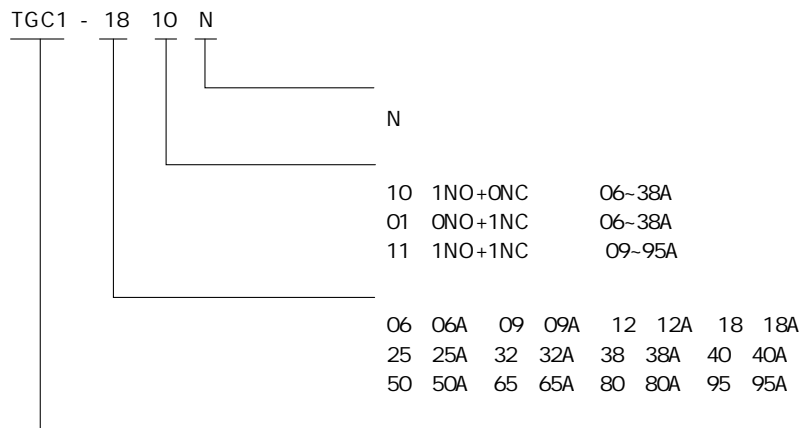 TGC1 - 18 10 N
N
10 1NO+0NC 06~38A
01 0NO+1NC 06~38A
11 1NO+1NC 09~95A
06 06A 09 09A 12 12A 18 18A
25 25A 32 32A 38 38A 40 40A
50 50A 65 65A 80 80A 95 95A